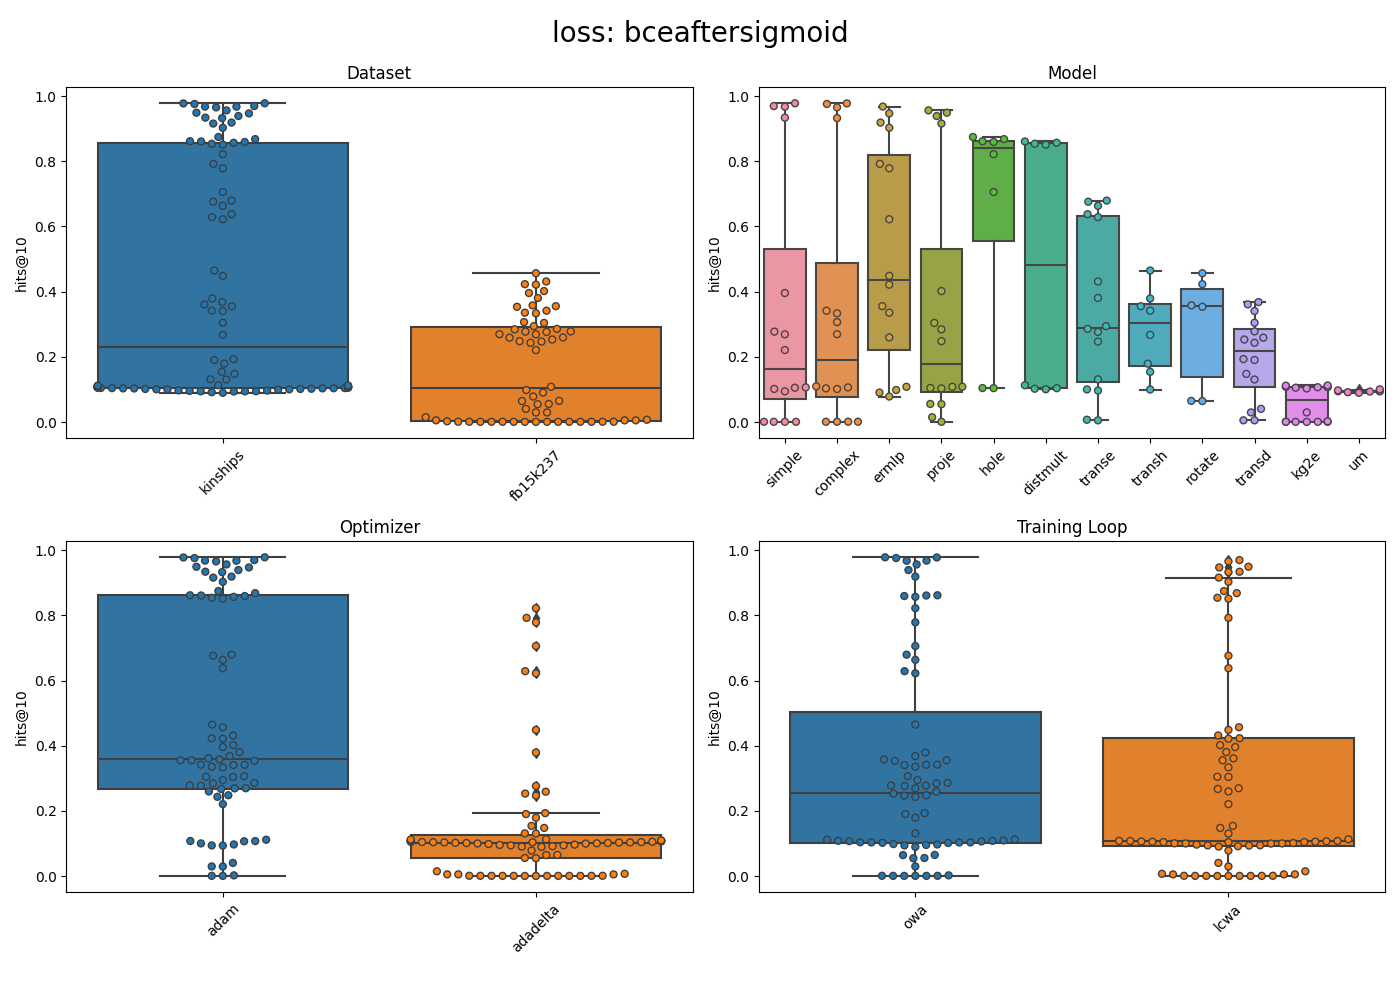 loss: bceaftersigmoid
Dataset
Model
1.0
0.8
0.6
0.4
0.2
0.0
hits@10
kinships
fb15k237
1.0
0.8
0.6
0.4
0.2
0.0
hits@10
simple
complex
ermlp
proje
hole
distmult
transe
transh
rotate
transd
kg2e
um
Optimizer
Training Loop
1.0
0.8
0.6
0.4
0.2
0.0
hits@10
adam
adadelta
1.0
0.8
0.6
0.4
0.2
0.0
hits@10
owa
lcwa